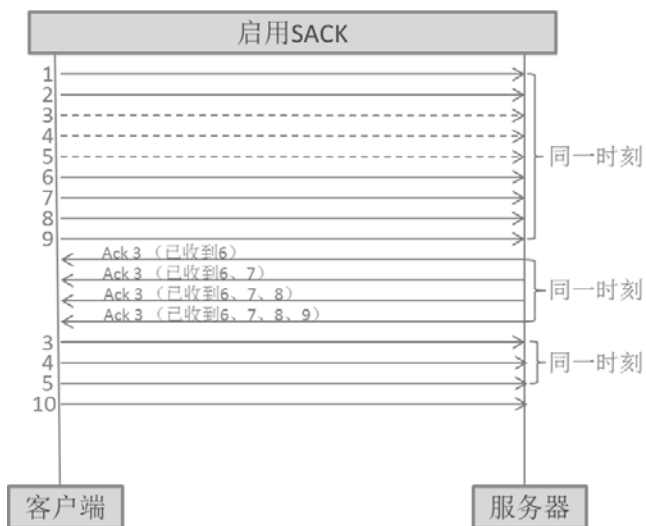 启用SACK
1
2
3
4
5
6
7
8
9
同一时刻
Ack 3 （已收到6）
Ack 3 （已收到6、7）
Ack 3 （已收到6、7、8）
Ack 3 （已收到6、7、8、9）
同一时刻
3
4
5
同一时刻
10
客户端
服务器